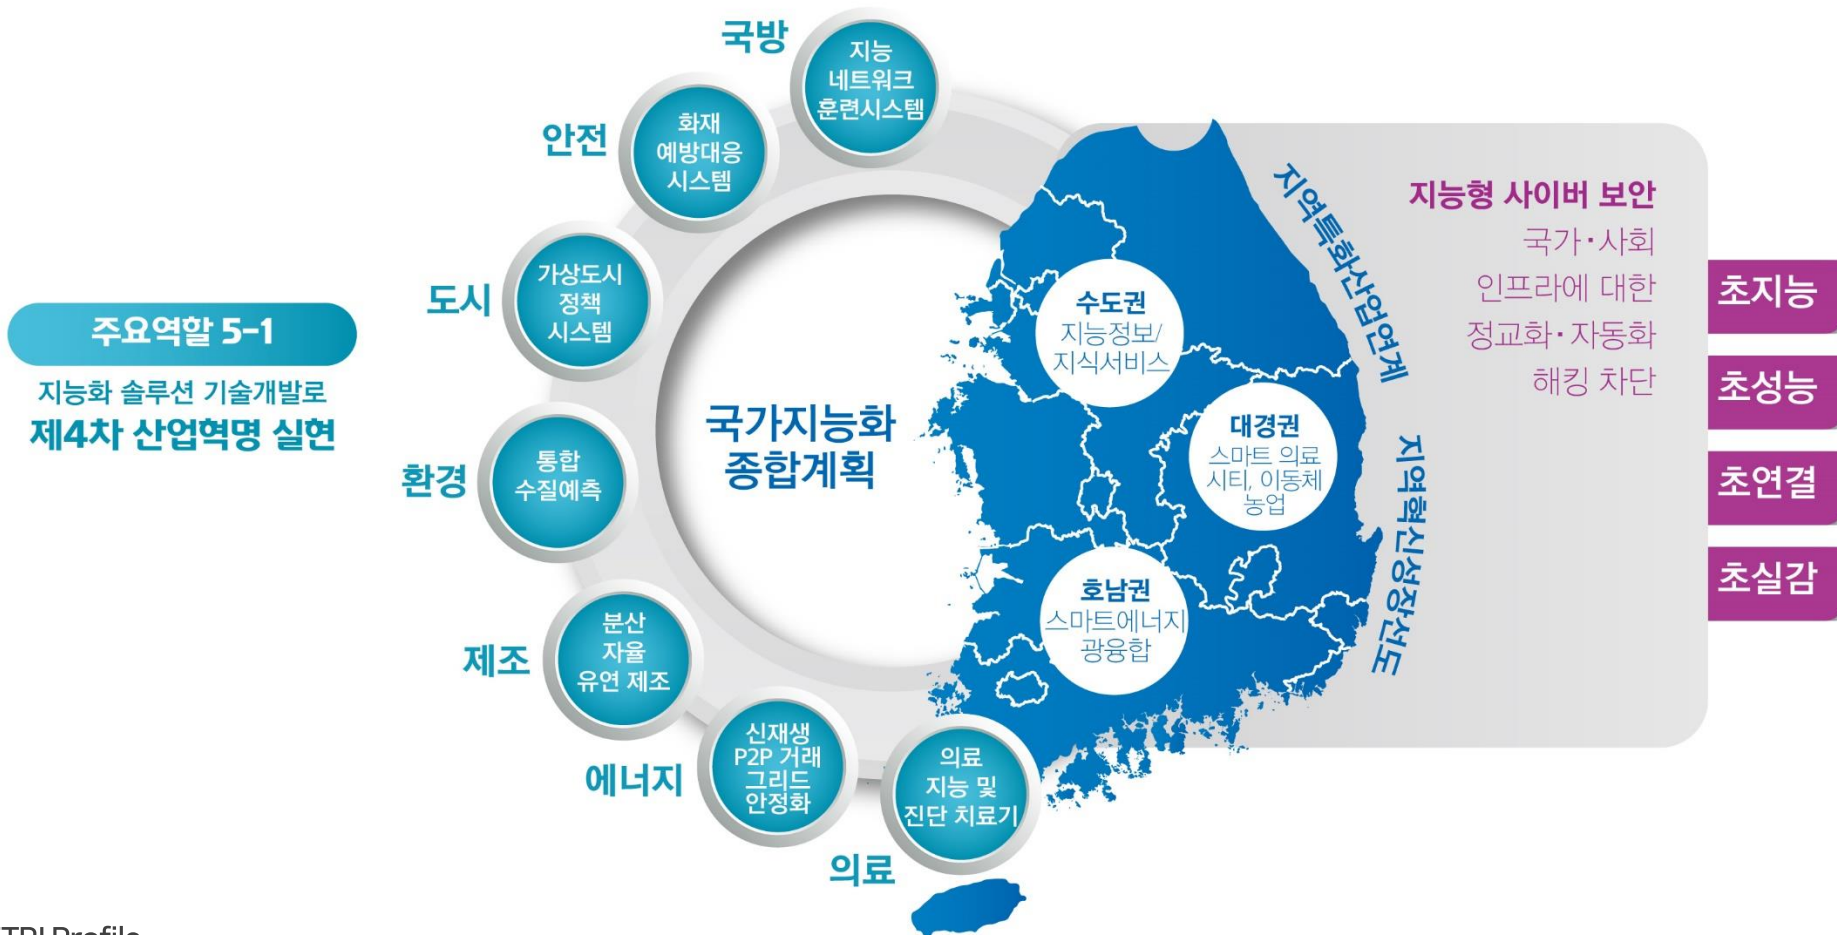 주요역할 5-1
지능화 솔루션 기술개발로
제4차 산업혁명 실현
국방
지능
네트워크
훈련시스템
안전
화재
예방대응
시스템
도시
가상도시
정책
시스템
환경
통합
수질예측
제조
분산
자율
유연 제조
에너지
신재생
P2P 거래
그리드
안정화
의료
의료
지능 및
진단 치료기
국가지능화
종합계획
수도권
지능정보/
지식서비스
대경권
스마트 의료
시티, 이동체
농업
호남권
스마트에너지
광융합
지역특화산업연계
지역혁신성장선도
지능형 사이버 보안
국가·사회
인프라에 대한
정교화·자동화
해킹 차단
초지능
초성능
초연결
초실감